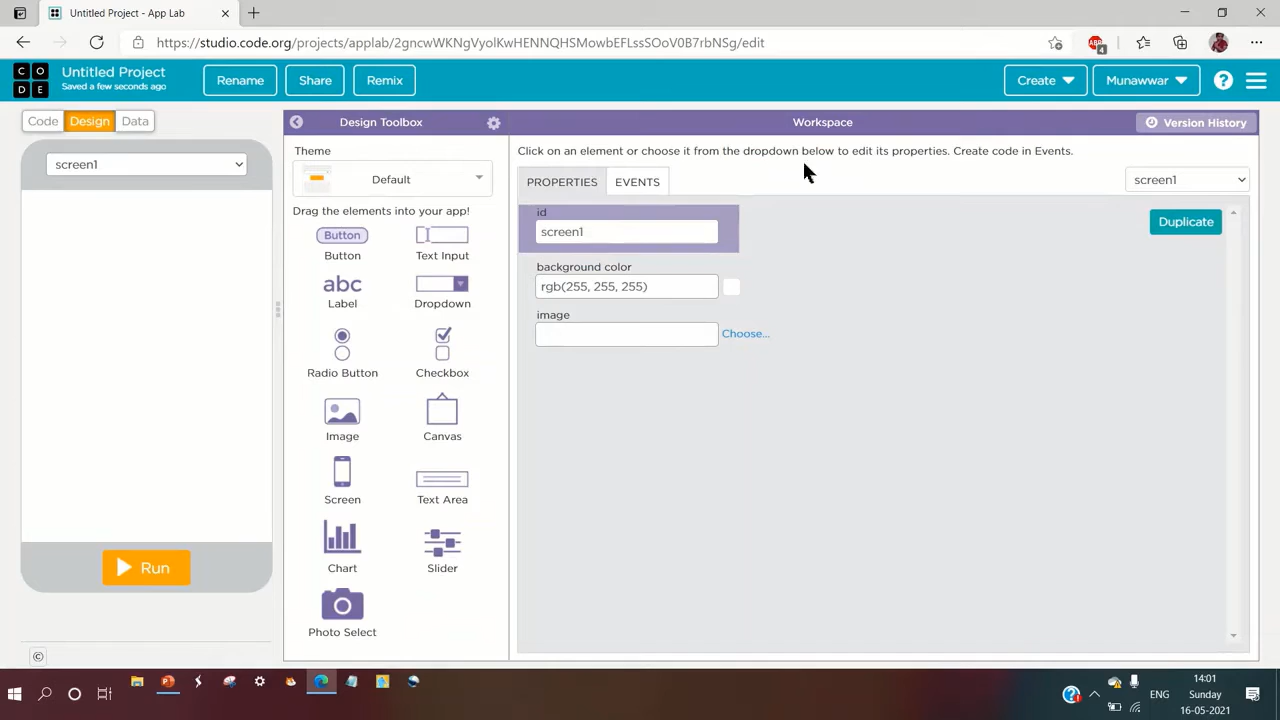 Untitled Project - App Lab
https://studio.code.org/projects/applab/2gncwWKNgVyolKwHENNQHSMowbEFLssSOoV0B7rbNSg/edit
C O
D E
Untitled Project
Saved a few seconds ago
Rename
Share
Remix
Create
Munawwar
?
Code
Design
Data
Design Toolbox
Workspace
Version History
screen1
Theme
Default
Drag the elements into your app!
Button
Button
Text Input
abc
Label
Dropdown
Radio Button
Checkbox
Image
Canvas
Screen
Text Area
Chart
Slider
Photo Select
Click on an element or choose it from the dropdown below to edit its properties. Create code in Events.
PROPERTIES
EVENTS
screen1
Duplicate
id
screen1
background color
rgb(255, 255, 255)
image
Choose...
Run
©
ENG
14:01
Sunday
16-05-2021